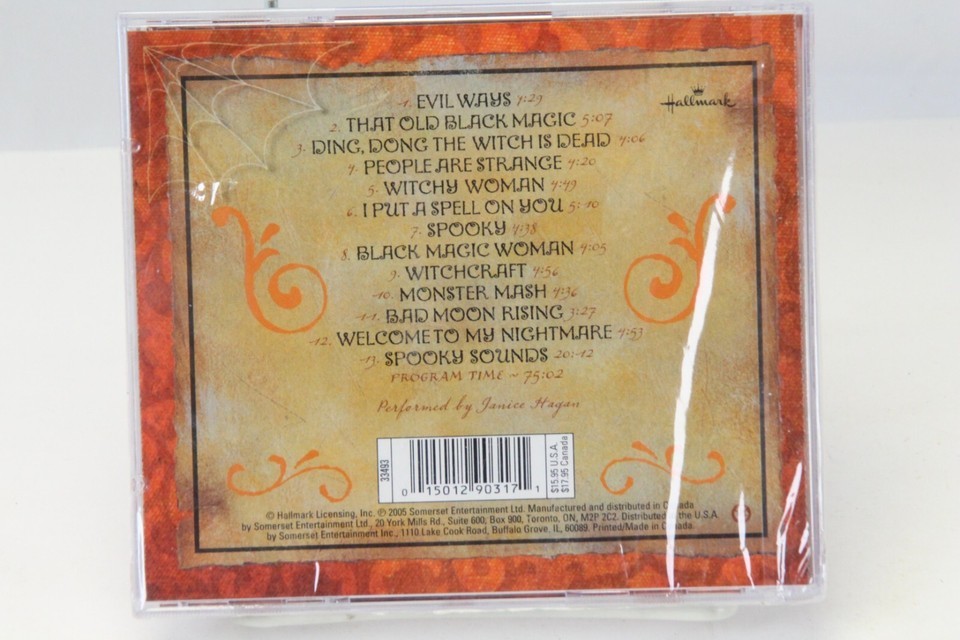 Hallmark
1. EVIL WAYS 4:29
2. THAT OLD BLACK MAGIC 5:07
3. DING, DONG THE WITCH IS DEAD 4:06
4. PEOPLE ARE STRANGE 4:20
5. WITCHY WOMAN 4:49
6. I PUT A SPELL ON YOU 5:10
7. SPOOKY 4:38
8. BLACK MAGIC WOMAN 4:05
9. WITCHCRAFT 4:56
10. MONSTER MASH 4:36
11. BAD MOON RISING 3:27
12. WELCOME TO MY NIGHTMARE 4:53
13. SPOOKY SOUNDS 20:12
PROGRAM TIME ~ 75:02
Performed by Janice Hagan
33493
0 15012 90317 1
$15.95 U.S.A.
$17.95 Canada
© Hallmark Licensing, Inc. ℗ 2005 Somerset Entertainment Ltd. Manufactured and distributed in Canada
by Somerset Entertainment Ltd., 20 York Mills Rd., Suite 600, Box 900, Toronto, ON, M2P 2C2. Distributed in the U.S.A.
by Somerset Entertainment Inc., 1110 Lake Cook Road, Buffalo Grove, IL, 60089. Printed/Made in Canada.